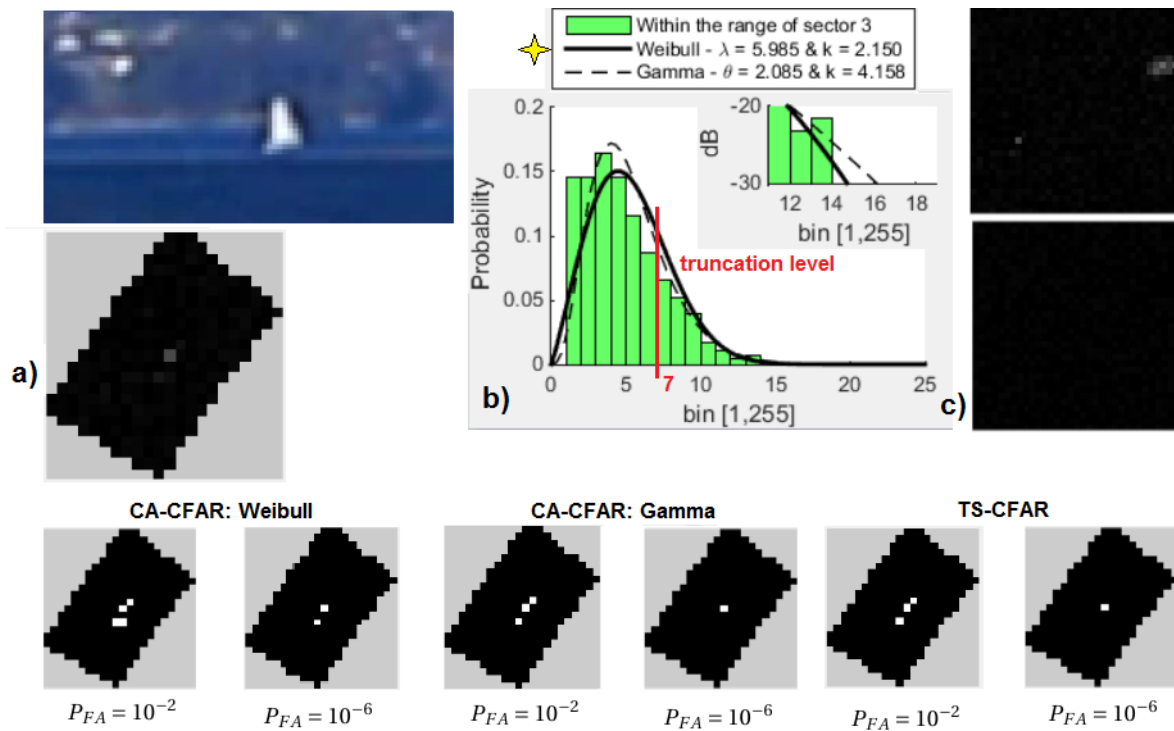 Within the range of sector 3
Weibull - λ = 5.985 & k = 2.150
Gamma - θ = 2.085 & k = 4.158
0.2
0.15
0.1
0.05
0
Probability
0
5
10
15
20
25
bin [1,255]
-20
-30
dB
12
14
16
18
bin [1,255]
truncation level
7
a)
b)
c)
CA-CFAR: Weibull
CA-CFAR: Gamma
TS-CFAR
P_FA = 10⁻²
P_FA = 10⁻⁶
P_FA = 10⁻²
P_FA = 10⁻⁶
P_FA = 10⁻²
P_FA = 10⁻⁶